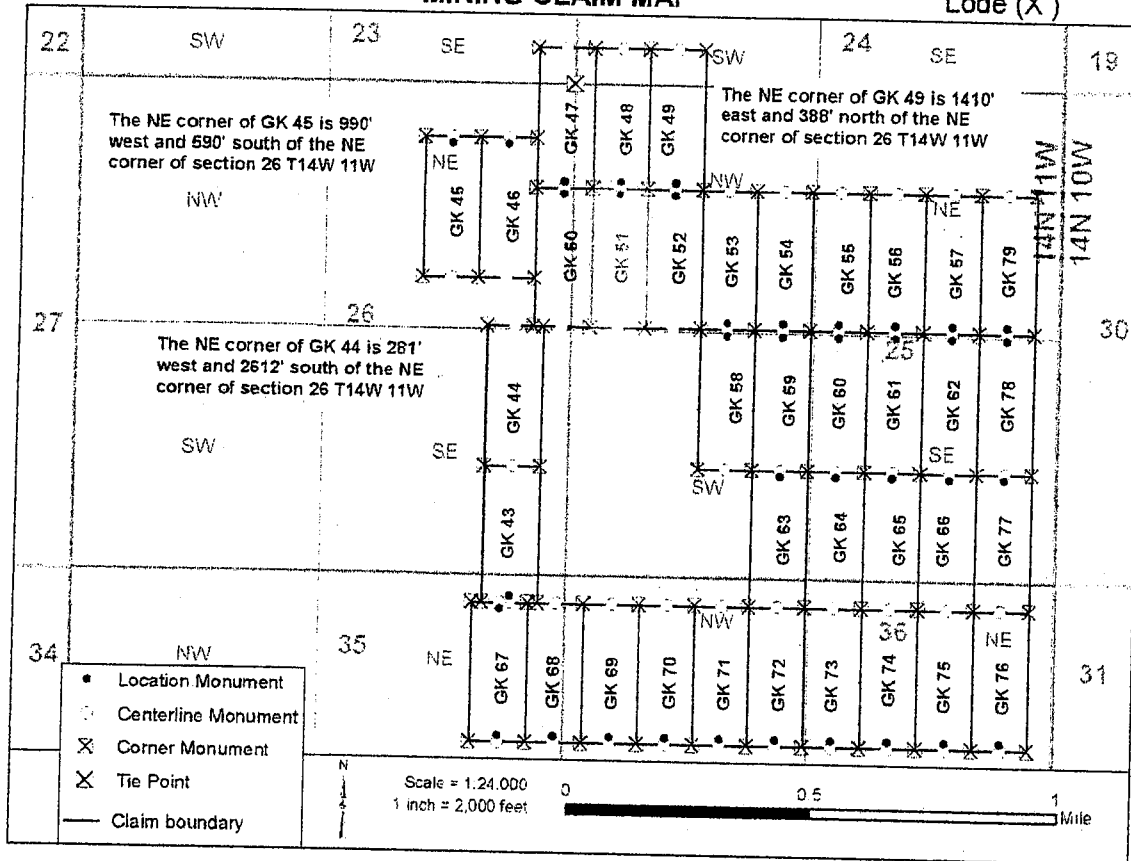 MINING CLAIM MAP
Lode (X)
22
SW
23
SE
SW
24
SE
19
The NE corner of GK 45 is 990'
west and 590' south of the NE
corner of section 26 T14W 11W
The NE corner of GK 49 is 1410'
east and 388' north of the NE
corner of section 26 T14W 11W
GK 47
GK 48
GK 49
NE
GK 45
GK 46
NW
NW
NE
14N 11W
14N 10W
GK 50
GK 51
GK 52
GK 53
GK 54
GK 55
GK 56
GK 57
GK 79
27
26
25
30
The NE corner of GK 44 is 281'
west and 2612' south of the NE
corner of section 26 T14W 11W
GK 44
GK 58
GK 59
GK 60
GK 61
GK 62
GK 78
SW
SE
SW
SE
GK 43
GK 63
GK 64
GK 65
GK 66
GK 77
34
NW
35
NE
NW
36
NE
31
GK 67
GK 68
GK 69
GK 70
GK 71
GK 72
GK 73
GK 74
GK 75
GK 76
Location Monument
Centerline Monument
Corner Monument
Tie Point
Claim boundary
N
Scale = 1:24.000
1 inch = 2,000 feet
0
0.5
1
Mile